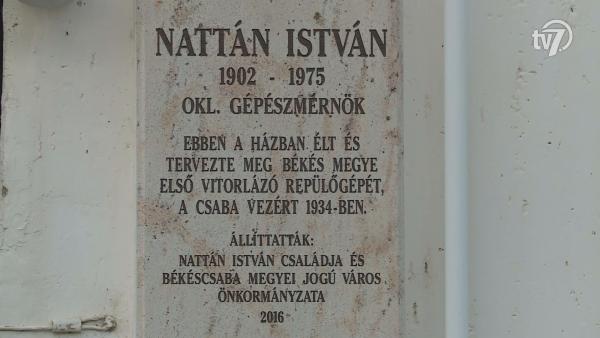 NATTÁN ISTVÁN
1902 - 1975
OKL. GÉPÉSZMÉRNÖK
EBBEN A HÁZBAN ÉLT ÉS
TERVEZTE MEG BÉKÉS MEGYE
ELSŐ VITORLÁZÓ REPÜLŐGÉPÉT,
A CSABA VEZÉRT 1934-BEN.
ÁLLÍTTATTÁK:
NATTÁN ISTVÁN CSALÁDJA ÉS
BÉKÉSCSABA MEGYEI JOGÚ VÁROS
ÖNKORMÁNYZATA
2016
tv7